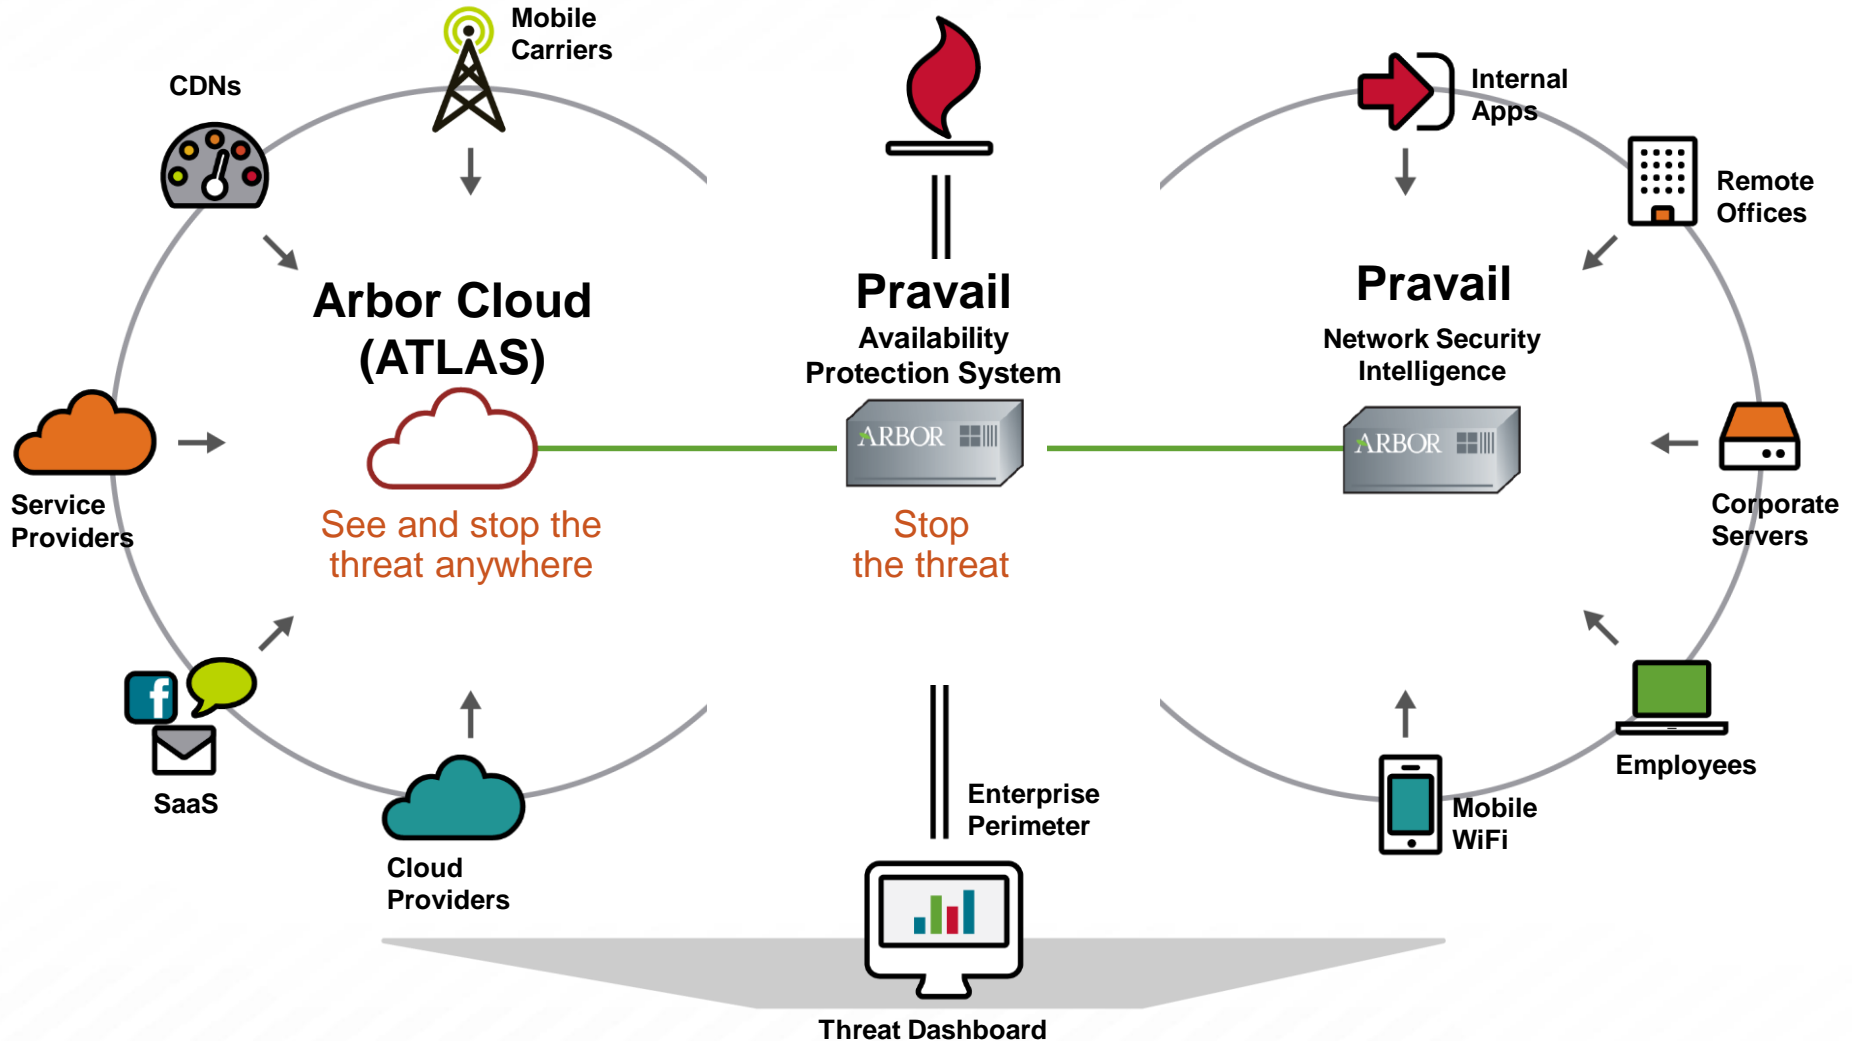 Mobile
Carriers
CDNs
Internal
Apps
Remote
Offices
Arbor Cloud
(ATLAS)
Pravail
Availability
Protection System
Pravail
Network Security
Intelligence
ARBOR
ARBOR
Service
Providers
See and stop the
threat anywhere
Stop
the threat
Corporate
Servers
f
SaaS
Cloud
Providers
Enterprise
Perimeter
Mobile
WiFi
Employees
Threat Dashboard